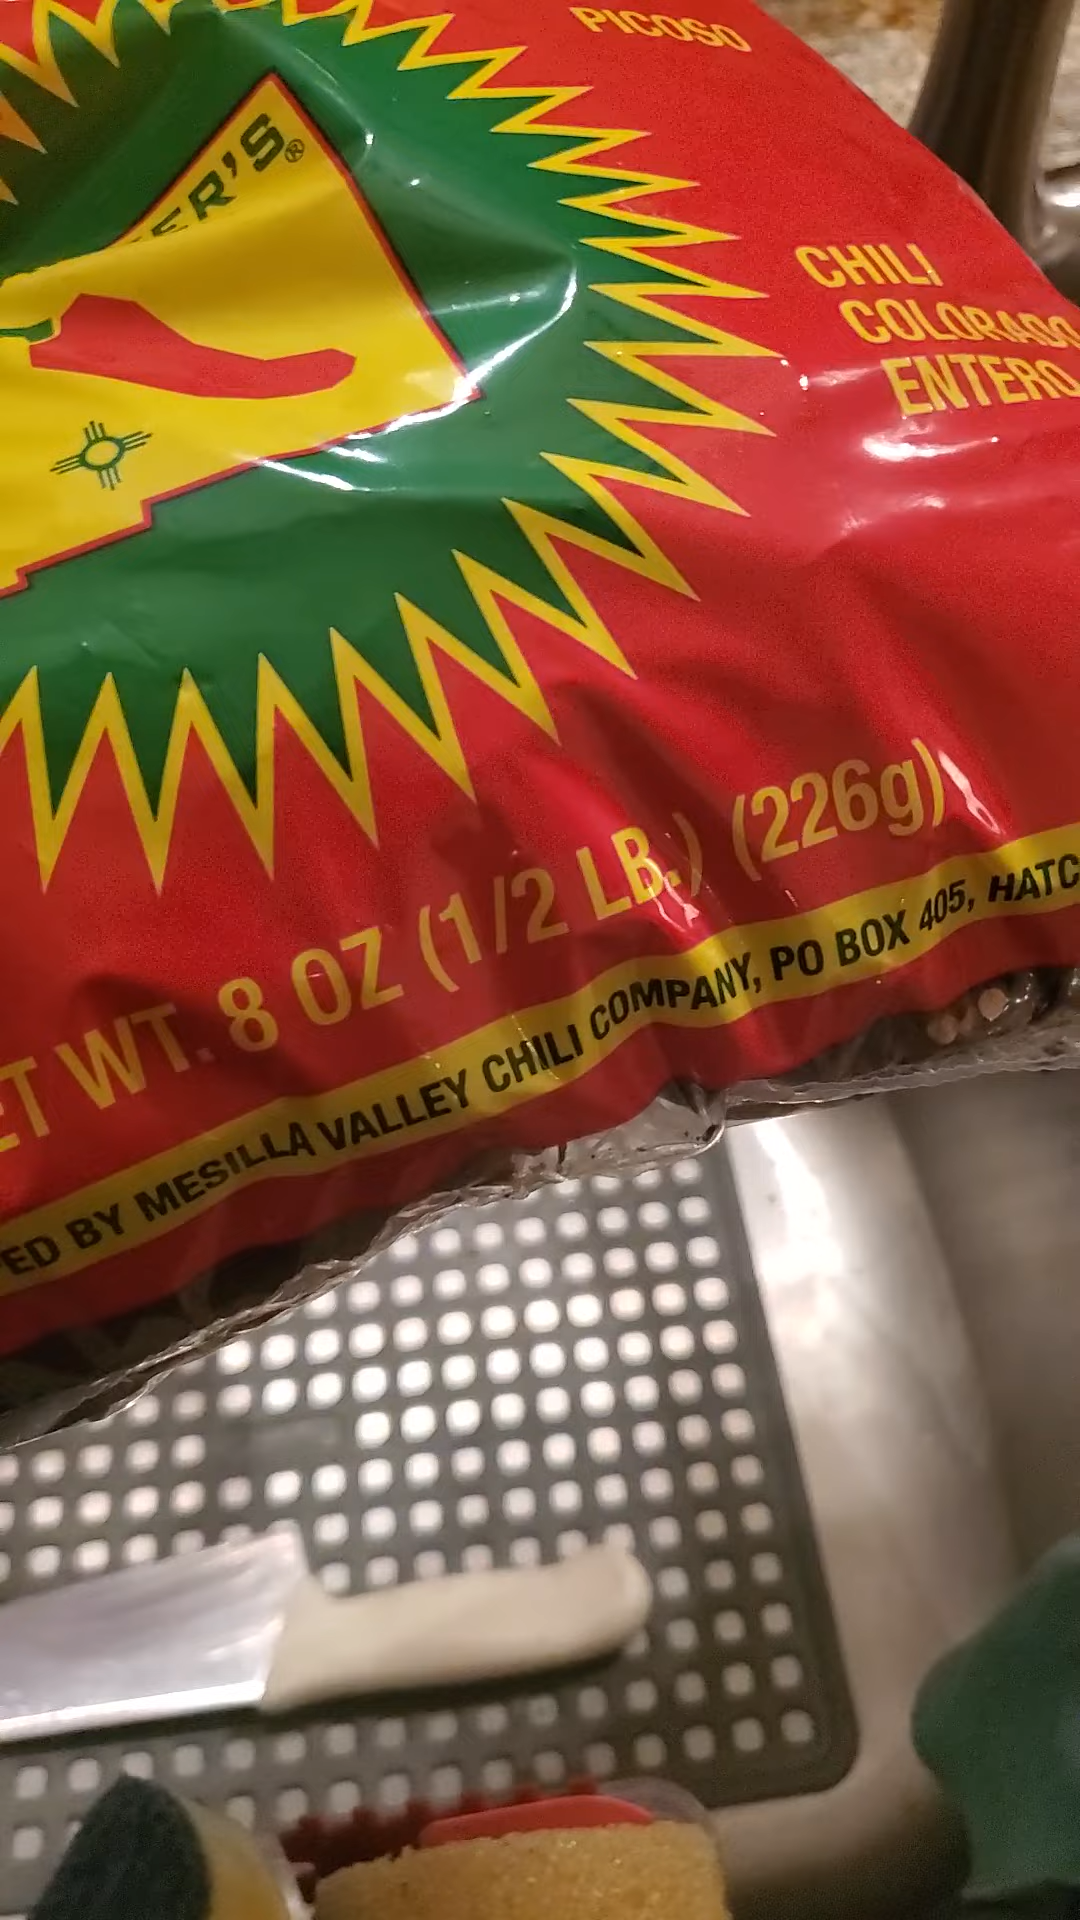 PICOSO
ER'S®
CHILI
COLORADO
ENTERO
ET WT. 8 OZ (1/2 LB.) (226g)
ED BY MESILLA VALLEY CHILI COMPANY, PO BOX 405, HATC